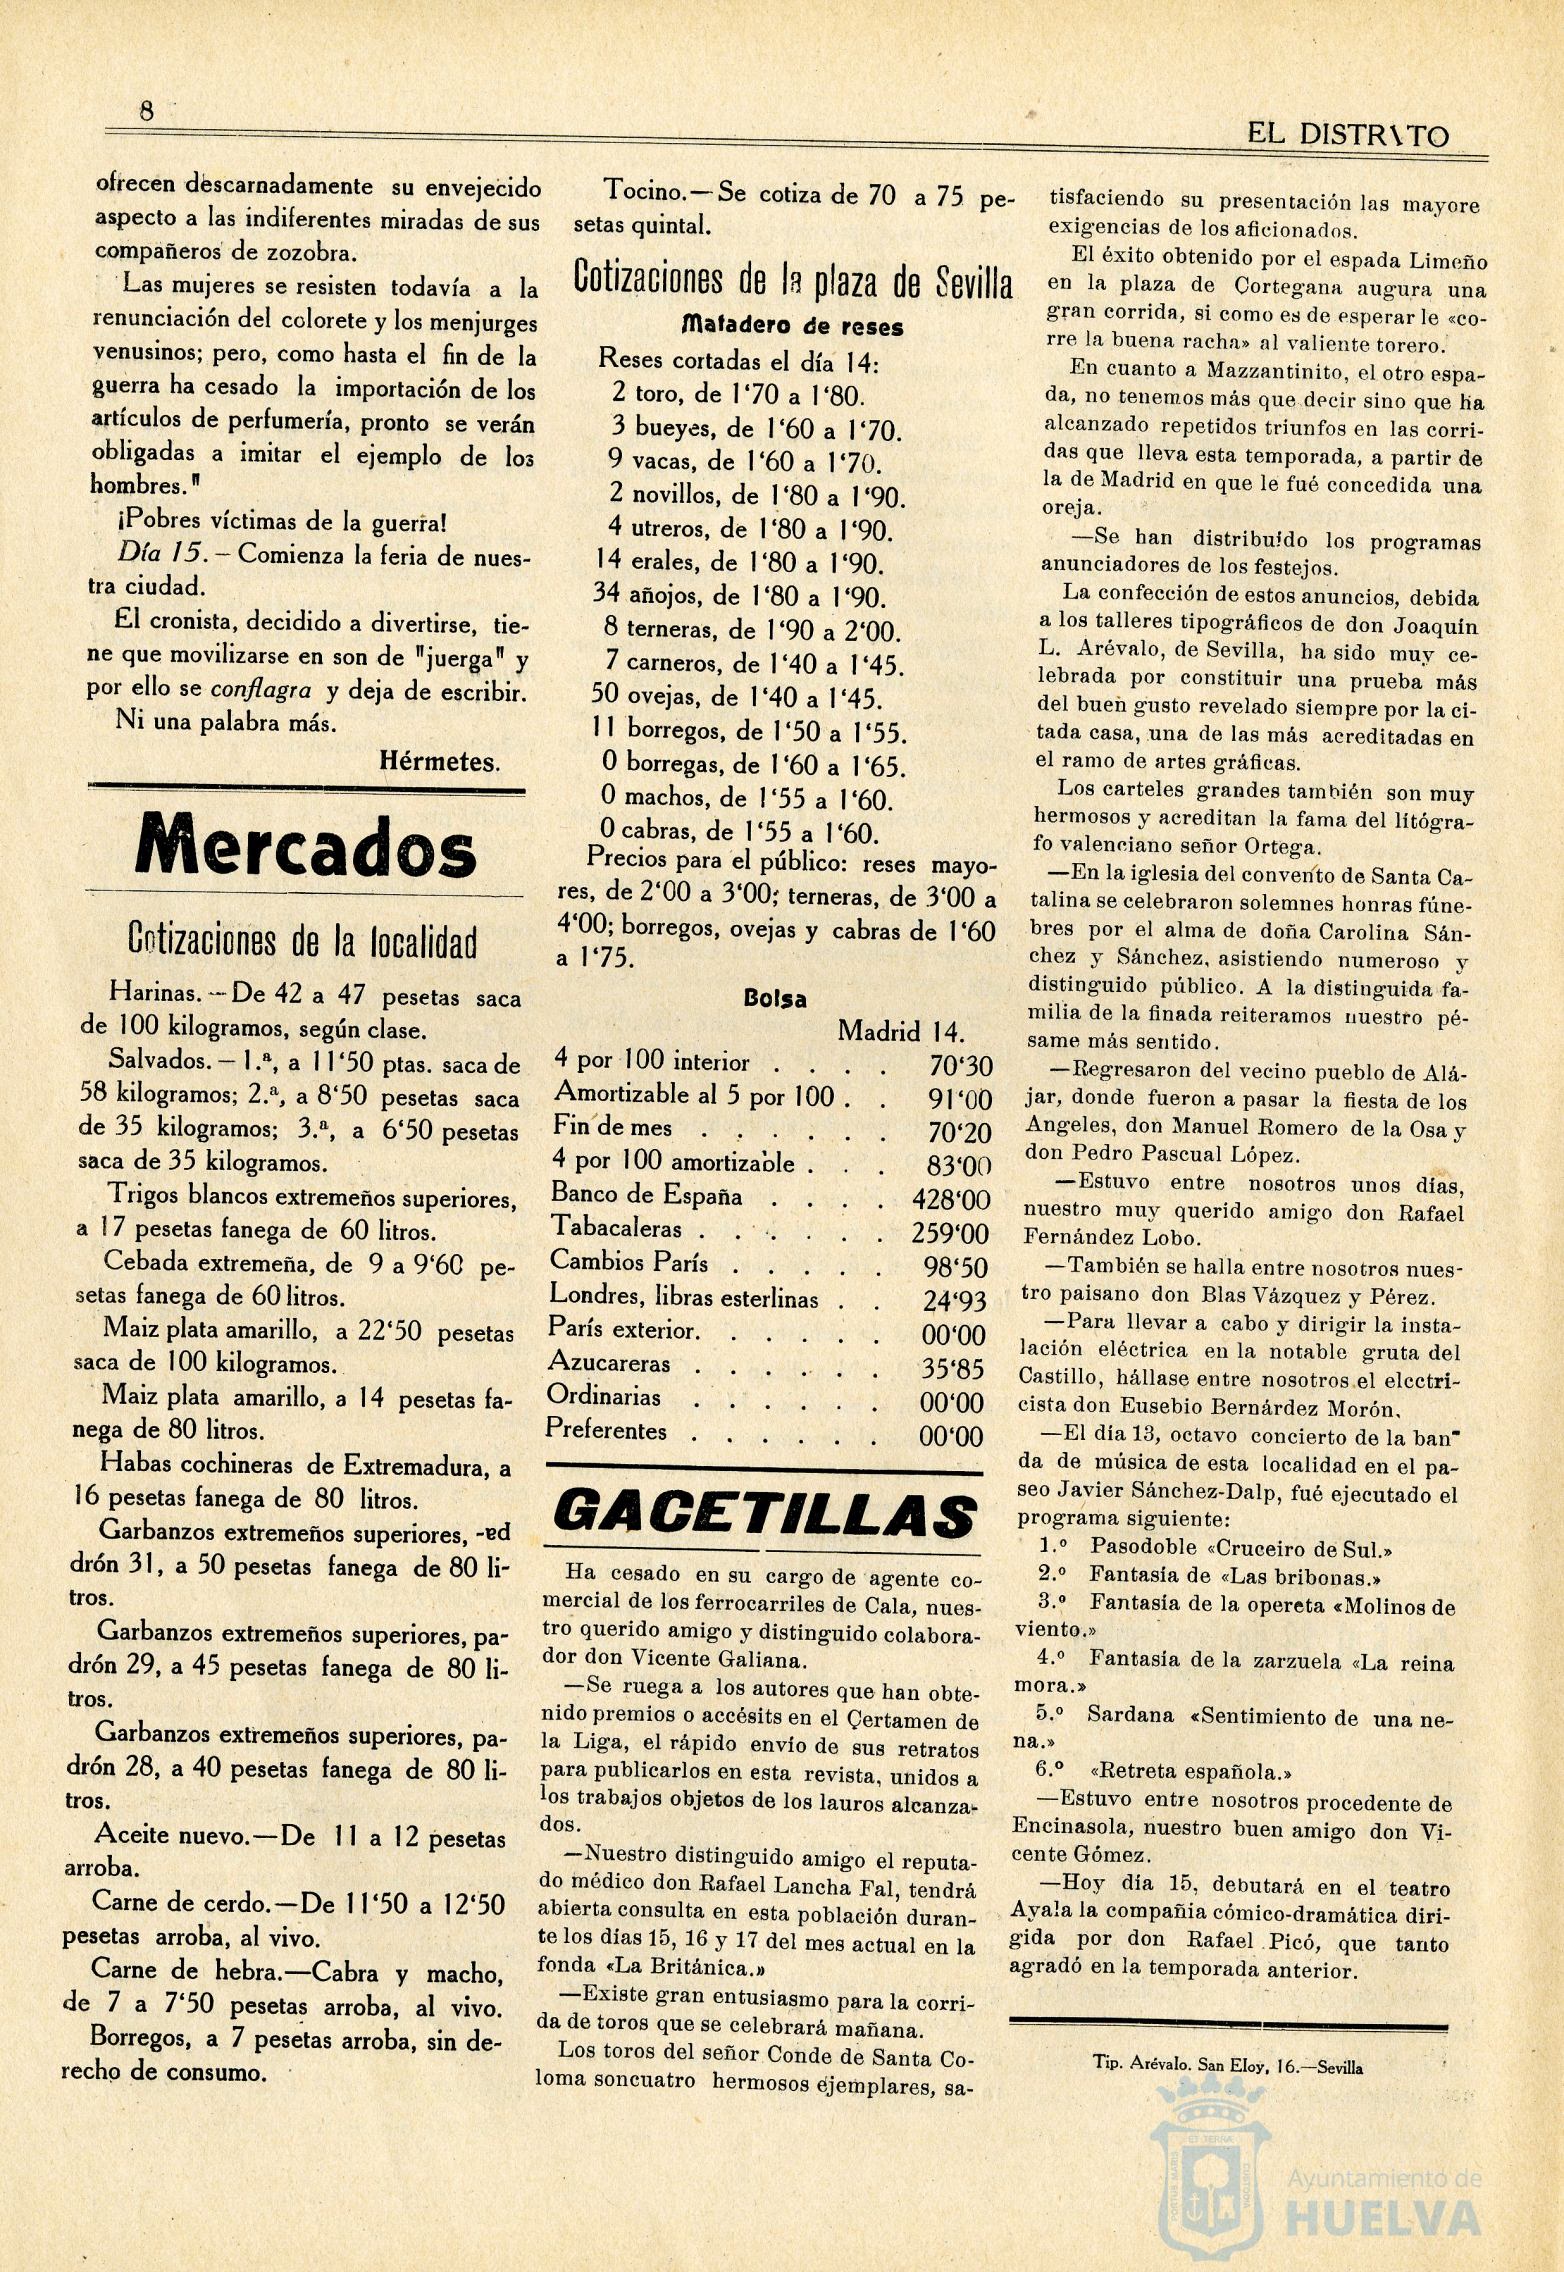 8
EL DISTRITO
ofrecen descarnadamente su envejecido
aspecto a las indiferentes miradas de sus
compañeros de zozobra.
Las mujeres se resisten todavía a la
renunciación del colorete y los menjurges
venusinos; pero, como hasta el fin de la
guerra ha cesado la importación de los
artículos de perfumería, pronto se verán
obligadas a imitar el ejemplo de los
hombres."
¡Pobres víctimas de la guerra!
Día 15.—Comienza la feria de nues-
tra ciudad.
El cronista, decidido a divertirse, tie-
ne que movilizarse en son de "juerga" y
por ello se conflagra y deja de escribir.
Ni una palabra más.
Hérmetes.
Mercados
Cotizaciones de la localidad
Harinas.—De 42 a 47 pesetas saca
de 100 kilogramos, según clase.
Salvados.—1.ª, a 11'50 ptas. saca de
58 kilogramos; 2.ª, a 8'50 pesetas saca
de 35 kilogramos; 3.ª, a 6'50 pesetas
saca de 35 kilogramos.
Trigos blancos extremeños superiores,
a 17 pesetas fanega de 60 litros.
Cebada extremeña, de 9 a 9'60 pe-
setas fanega de 60 litros.
Maiz plata amarillo, a 22'50 pesetas
saca de 100 kilogramos.
Maiz plata amarillo, a 14 pesetas fa-
nega de 80 litros.
Habas cochineras de Extremadura, a
16 pesetas fanega de 80 litros.
Garbanzos extremeños superiores, -ed
drón 31, a 50 pesetas fanega de 80 li-
tros.
Garbanzos extremeños superiores, pa-
drón 29, a 45 pesetas fanega de 80 li-
tros.
Garbanzos extremeños superiores, pa-
drón 28, a 40 pesetas fanega de 80 li-
tros.
Aceite nuevo.—De 11 a 12 pesetas
arroba.
Carne de cerdo.—De 11'50 a 12'50
pesetas arroba, al vivo.
Carne de hebra.—Cabra y macho,
de 7 a 7'50 pesetas arroba, al vivo.
Borregos, a 7 pesetas arroba, sin de-
recho de consumo.
Tocino.—Se cotiza de 70 a 75 pe-
setas quintal.
Cotizaciones de la plaza de Sevilla
Matadero de reses
Reses cortadas el día 14:
2 toro, de 1'70 a 1'80.
3 bueyes, de 1'60 a 1'70.
9 vacas, de 1'60 a 1'70.
2 novillos, de 1'80 a 1'90.
4 utreros, de 1'80 a 1'90.
14 erales, de 1'80 a 1'90.
34 añojos, de 1'80 a 1'90.
8 terneras, de 1'90 a 2'00.
7 carneros, de 1'40 a 1'45.
50 ovejas, de 1'40 a 1'45.
11 borregos, de 1'50 a 1'55.
0 borregas, de 1'60 a 1'65.
0 machos, de 1'55 a 1'60.
0 cabras, de 1'55 a 1'60.
Precios para el público: reses mayo-
res, de 2'00 a 3'00; terneras, de 3'00 a
4'00; borregos, ovejas y cabras de 1'60
a 1'75.
Bolsa
Madrid 14.
4 por 100 interior . . . . 70'30
Amortizable al 5 por 100 . . 91'00
Fin de mes . . . . . . 70'20
4 por 100 amortizable . . . 83'00
Banco de España . . . . 428'00
Tabacaleras . . . . . . 259'00
Cambios París . . . . . 98'50
Londres, libras esterlinas . . 24'93
París exterior. . . . . . 00'00
Azucareras . . . . . . 35'85
Ordinarias . . . . . . 00'00
Preferentes . . . . . . 00'00
GACETILLAS
Ha cesado en su cargo de agente co-
mercial de los ferrocarriles de Cala, nues-
tro querido amigo y distinguido colabora-
dor don Vicente Galiana.
—Se ruega a los autores que han obte-
nido premios o accésits en el Certamen de
la Liga, el rápido envío de sus retratos
para publicarlos en esta revista, unidos a
los trabajos objetos de los lauros alcanza-
dos.
—Nuestro distinguido amigo el reputa-
do médico don Rafael Lancha Fal, tendrá
abierta consulta en esta población duran-
te los días 15, 16 y 17 del mes actual en la
fonda «La Británica.»
—Existe gran entusiasmo para la corri-
da de toros que se celebrará mañana.
Los toros del señor Conde de Santa Co-
loma soncuatro hermosos ejemplares, sa-
tisfaciendo su presentación las mayore
exigencias de los aficionados.
El éxito obtenido por el espada Limeño
en la plaza de Cortegana augura una
gran corrida, si como es de esperar le «co-
rre la buena racha» al valiente torero.
En cuanto a Mazzantinito, el otro espa-
da, no tenemos más que decir sino que ha
alcanzado repetidos triunfos en las corri-
das que lleva esta temporada, a partir de
la de Madrid en que le fué concedida una
oreja.
—Se han distribuído los programas
anunciadores de los festejos.
La confección de estos anuncios, debida
a los talleres tipográficos de don Joaquín
L. Arévalo, de Sevilla, ha sido muy ce-
lebrada por constituir una prueba más
del buen gusto revelado siempre por la ci-
tada casa, una de las más acreditadas en
el ramo de artes gráficas.
Los carteles grandes también son muy
hermosos y acreditan la fama del litógra-
fo valenciano señor Ortega.
—En la iglesia del convento de Santa Ca-
talina se celebraron solemnes honras fúne-
bres por el alma de doña Carolina Sán-
chez y Sánchez, asistiendo numeroso y
distinguido público. A la distinguida fa-
milia de la finada reiteramos nuestro pé-
same más sentido.
—Regresaron del vecino pueblo de Alá-
jar, donde fueron a pasar la fiesta de los
Angeles, don Manuel Romero de la Osa y
don Pedro Pascual López.
—Estuvo entre nosotros unos días,
nuestro muy querido amigo don Rafael
Fernández Lobo.
—También se halla entre nosotros nues-
tro paisano don Blas Vázquez y Pérez.
—Para llevar a cabo y dirigir la insta-
lación eléctrica en la notable gruta del
Castillo, hállase entre nosotros el electri-
cista don Eusebio Bernárdez Morón.
—El día 13, octavo concierto de la ban-
da de música de esta localidad en el pa-
seo Javier Sánchez-Dalp, fué ejecutado el
programa siguiente:
1.º Pasodoble «Cruceiro de Sul.»
2.º Fantasía de «Las bribonas.»
3.º Fantasía de la opereta «Molinos de
viento.»
4.º Fantasía de la zarzuela «La reina
mora.»
5.º Sardana «Sentimiento de una ne-
na.»
6.º «Retreta española.»
—Estuvo entre nosotros procedente de
Encinasola, nuestro buen amigo don Vi-
cente Gómez.
—Hoy día 15, debutará en el teatro
Ayala la compañía cómico-dramática diri-
gida por don Rafael Picó, que tanto
agradó en la temporada anterior.
Tip. Arévalo. San Eloy, 16.—Sevilla
Ayuntamiento de
HUELVA